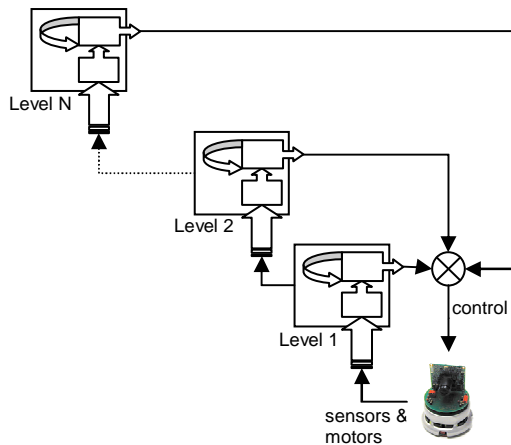 Level N
Level 2
Level 1
control
sensors &
motors